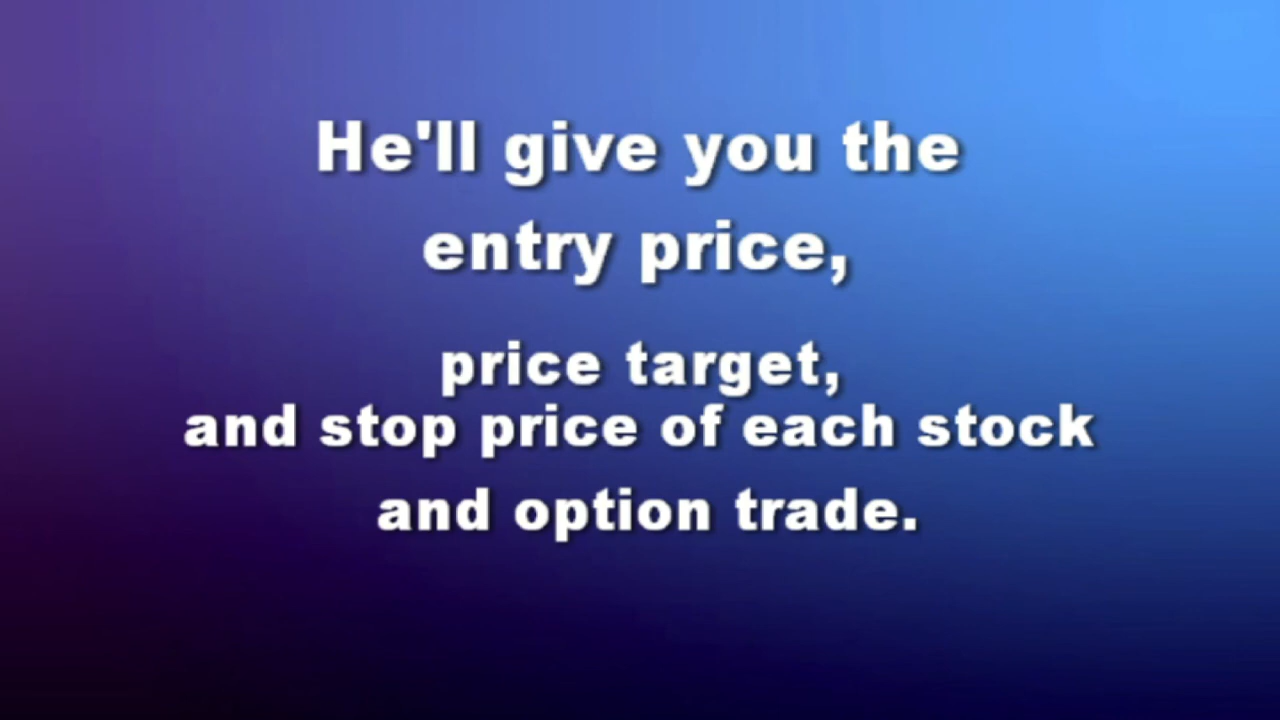 He'll give you the
entry price,
price target,
and stop price of each stock
and option trade.